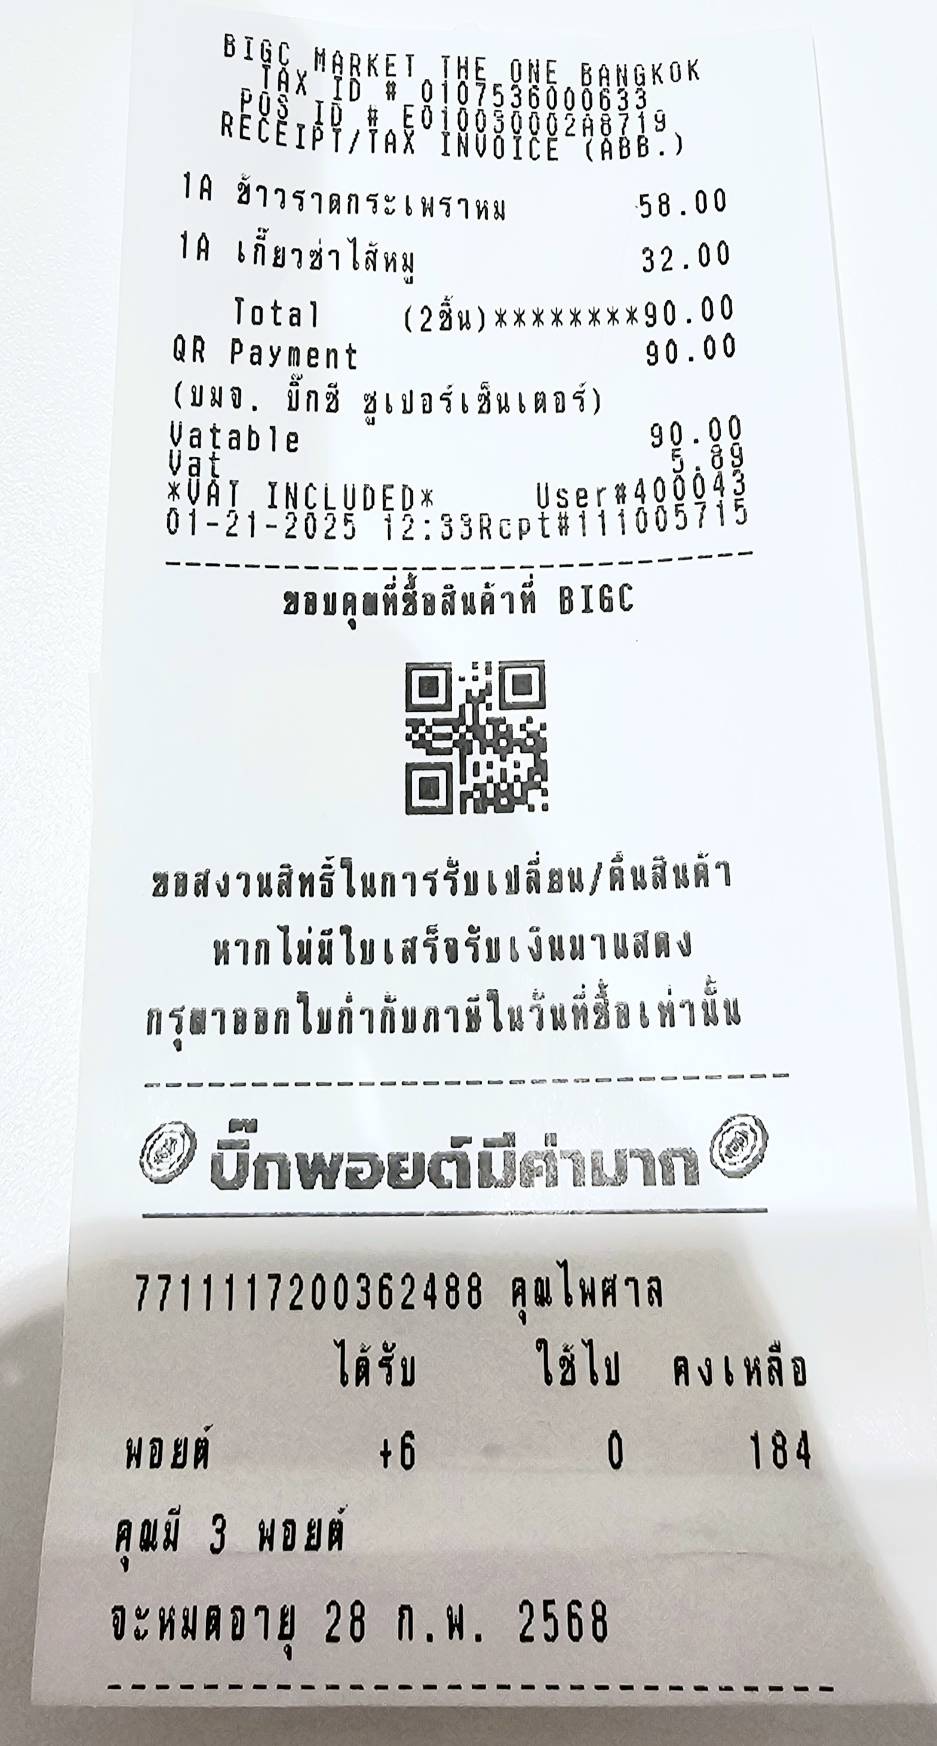 BIGC MARKET THE ONE BANGKOK
TAX ID # 0107536000633
POS ID # E010030002A8719
RECEIPT/TAX INVOICE (ABB.)
1A ข้าวราดกระเพราหม 58.00
1A เกี๊ยวซ่าไส้หมู 32.00
Total (2ชิ้น)********90.00
QR Payment 90.00
(บมจ. บิ๊กซี ซูเปอร์เซ็นเตอร์)
Vatable 90.00
Vat 5.89
*VAT INCLUDED* User#400043
01-21-2025 12:33Rcpt#111005715
ขอบคุณที่ซื้อสินค้าที่ BIGC
ขอสงวนสิทธิ์ในการรับเปลี่ยน/คืนสินค้า
หากไม่มีใบเสร็จรับเงินมาแสดง
กรุณาออกใบกำกับภาษีในวันที่ซื้อเท่านั้น
บิ๊กพอยต์มีค่ามาก
7711117200362488 คุณไพศาล
ได้รับ ใช้ไป คงเหลือ
พอยต์ +6 0 184
คุณมี 3 พอยต์
จะหมดอายุ 28 ก.พ. 2568